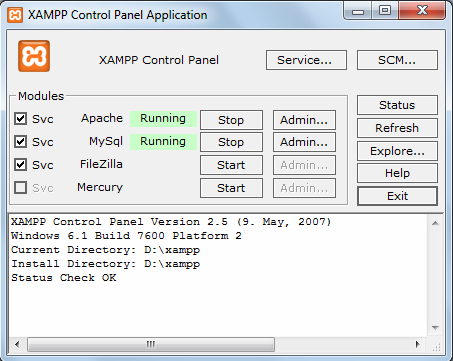 XAMPP Control Panel Application
XAMPP Control Panel
Service...
SCM...
Modules
Svc Apache Running Stop Admin...
Svc MySql Running Stop Admin...
Svc FileZilla Start Admin...
Svc Mercury Start Admin...
Status
Refresh
Explore...
Help
Exit
XAMPP Control Panel Version 2.5 (9. May, 2007)
Windows 6.1 Build 7600 Platform 2
Current Directory: D:\xampp
Install Directory: D:\xampp
Status Check OK